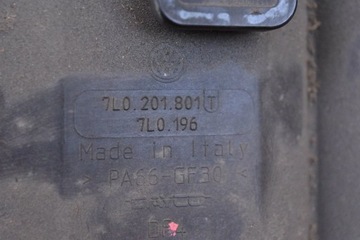 7L0.201.801 T
7L0.196
Made in Italy
>PA66-GF30<